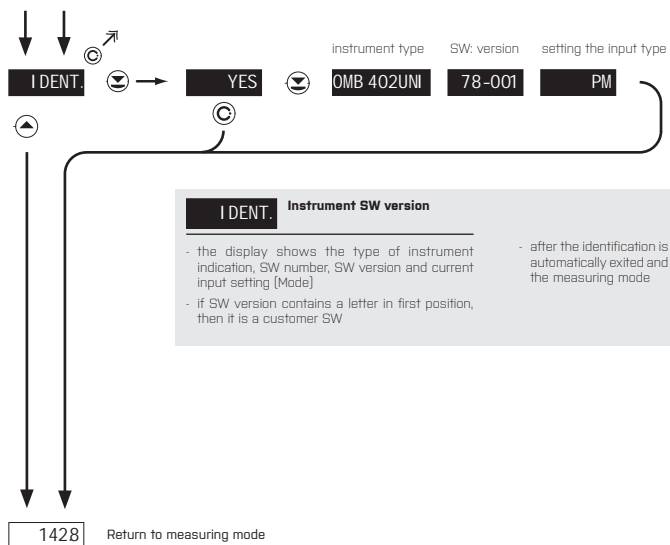 instrument type SW: version setting the input type
IDENT. YES OMB 402UNI 78-001 PM
IDENT. Instrument SW version
- the display shows the type of instrument
indication, SW number, SW version and current
input setting (Mode)
- if SW version contains a letter in first position,
then it is a customer SW
- after the identification is
automatically exited and
the measuring mode
1428 Return to measuring mode